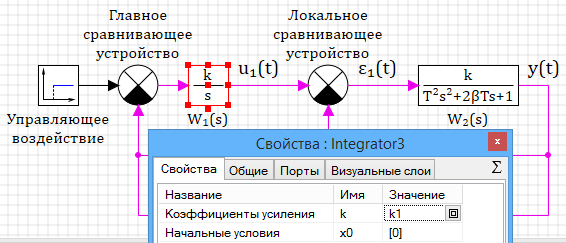 Главное
сравнивающее
устройство
Локальное
сравнивающее
устройство
k
s
u₁(t)
ε₁(t)
k
T²s²+2βTs+1
y(t)
Управляющее
воздействие
W₁(s)
W₂(s)
Свойства : Integrator3
x
Свойства Общие Порты Визуальные слои Σ
Название Имя Значение
Коэффициенты усиления k k1
Начальные условия x0 [0]